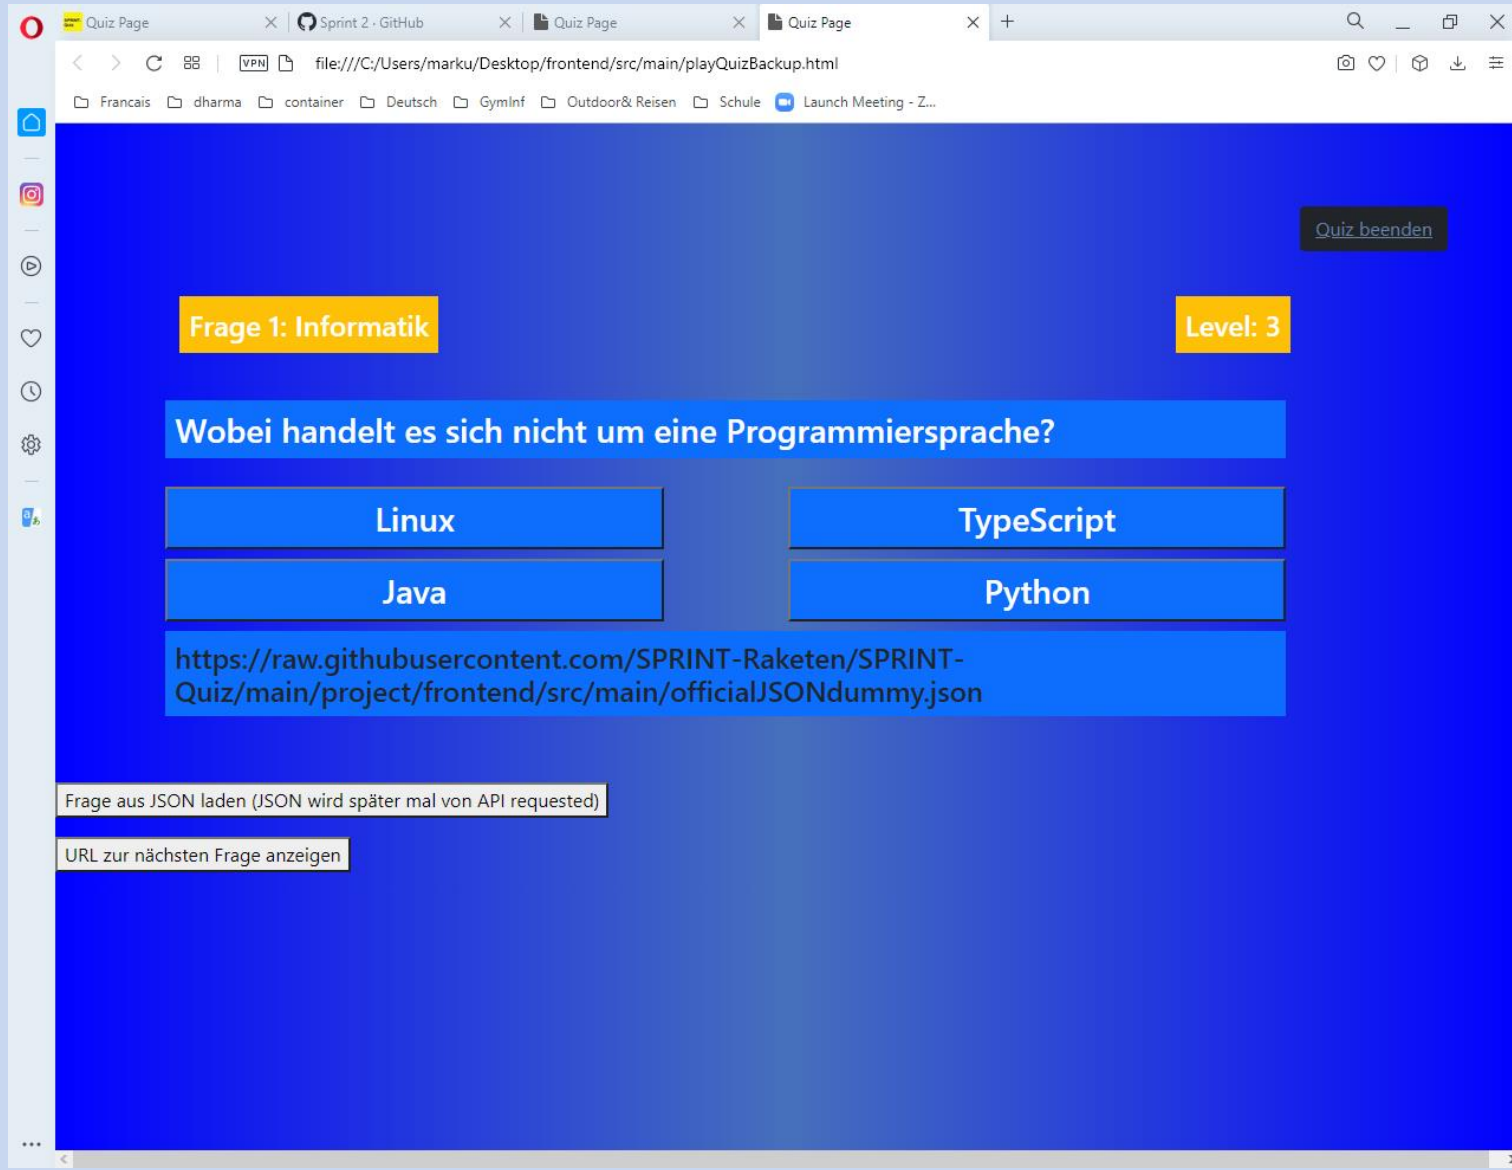 Quiz Page
Sprint 2 · GitHub
Quiz Page
Quiz Page
VPN
file:///C:/Users/marku/Desktop/frontend/src/main/playQuizBackup.html
Francais
dharma
container
Deutsch
GymInf
Outdoor& Reisen
Schule
Launch Meeting - Z...
Quiz beenden
Frage 1: Informatik
Level: 3
Wobei handelt es sich nicht um eine Programmiersprache?
Linux
TypeScript
Java
Python
https://raw.githubusercontent.com/SPRINT-Raketen/SPRINT-
Quiz/main/project/frontend/src/main/officialJSONdummy.json
Frage aus JSON laden (JSON wird später mal von API requested)
URL zur nächsten Frage anzeigen